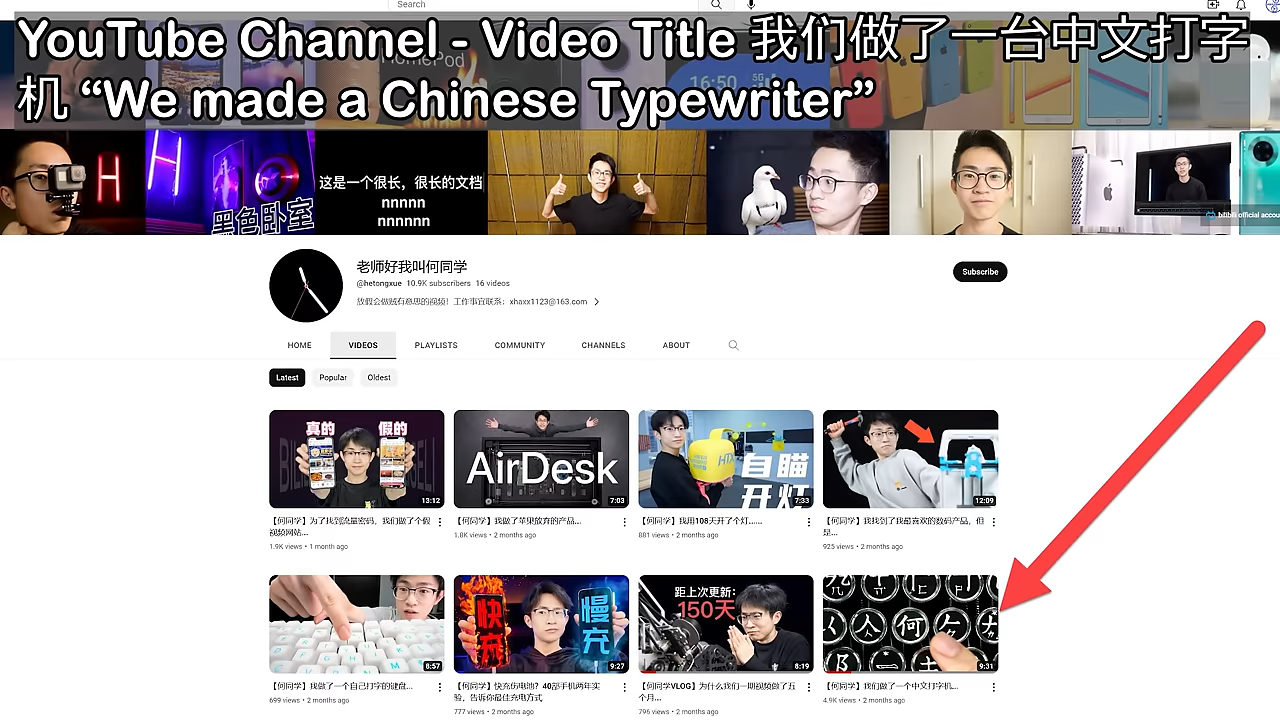 Search
YouTube Channel - Video Title 我们做了一台中文打字
机 “We made a Chinese Typewriter”
HomePod
16:50
5G
H
H
黑色卧室
这是一个很长，很长的文档
nnnnn
nnnnnn
bilibili official accou
老师好我叫何同学
@hetongxue 10.9K subscribers 16 videos
放假会做贼有意思的视频！工作事宜联系：xhaxx1123@163.com
Subscribe
HOME VIDEOS PLAYLISTS COMMUNITY CHANNELS ABOUT
Latest Popular Oldest
真的 假的
13:12
AirDesk
7:03
自瞄
开灯
7:33
12:09
【何同学】为了找到流量密码，我们做了个假
视频网站...
1.9K views • 1 month ago
【何同学】我做了苹果放弃的产品...
1.8K views • 2 months ago
【何同学】我用108天开了个灯......
881 views • 2 months ago
【何同学】我找到了我最喜欢的数码产品，但
是...
925 views • 2 months ago
8:57
快充
慢充
9:27
距上次更新：
150天
8:19
人 何
9:31
【何同学】我做了一个自己打字的键盘...
699 views • 2 months ago
【何同学】快充伤电池？40部手机两年实
验，告诉你最佳充电方式
777 views • 2 months ago
【何同学VLOG】为什么我们一期视频做了五
个月...
796 views • 2 months ago
【何同学】我们做了一个中文打字机...
4.9K views • 2 months ago